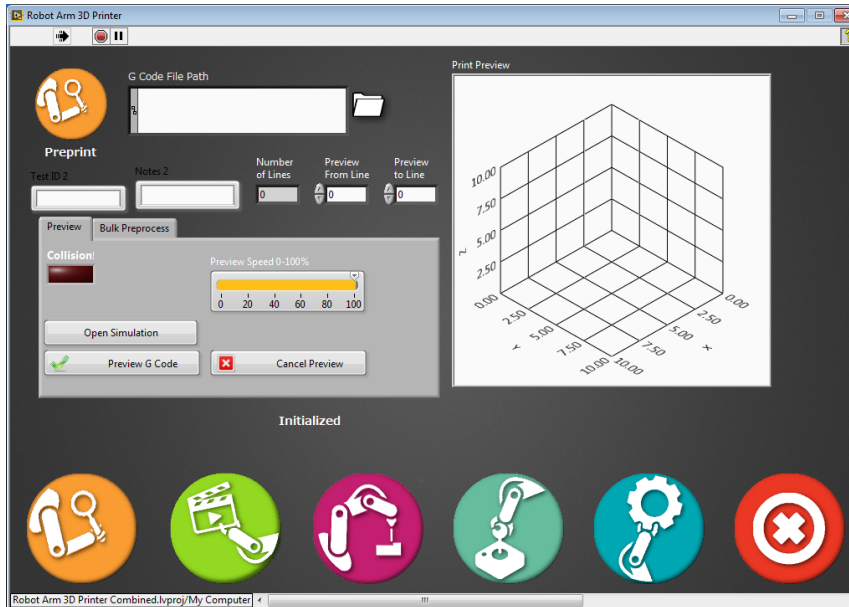 Robot Arm 3D Printer
G Code File Path
Print Preview
Preprint
Number
of Lines
Preview
From Line
Preview
to Line
Test ID 2
Notes 2
0
0
0
Preview
Bulk Preprocess
Collision!
Preview Speed 0-100%
0 20 40 60 80 100
Open Simulation
Preview G Code
Cancel Preview
Initialized
10.00
7.50
5.00
2.50
0.00
Z
0.00
2.50
5.00
7.50
10.00
Y
10.00
7.50
5.00
2.50
0.00
X
Robot Arm 3D Printer Combined.lvproj/My Computer